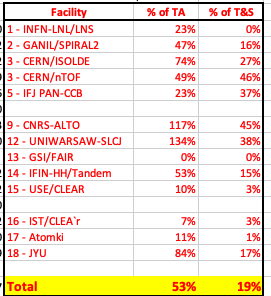 Facility % of TA % of T&S
1 - INFN-LNL/LNS 23% 0%
2 - GANIL/SPIRAL2 47% 16%
3 - CERN/ISOLDE 74% 27%
3 - CERN/nTOF 49% 46%
5 - IFJ PAN-CCB 23% 37%
9 - CNRS-ALTO 117% 45%
12 - UNIWARSAW-SLCJ 134% 38%
13 - GSI/FAIR 0% 0%
14 - IFIN-HH/Tandem 53% 15%
15 - USE/CLEAR 10% 3%
16 - IST/CLEA`r 7% 3%
17 - Atomki 11% 1%
18 - JYU 84% 17%
Total 53% 19%